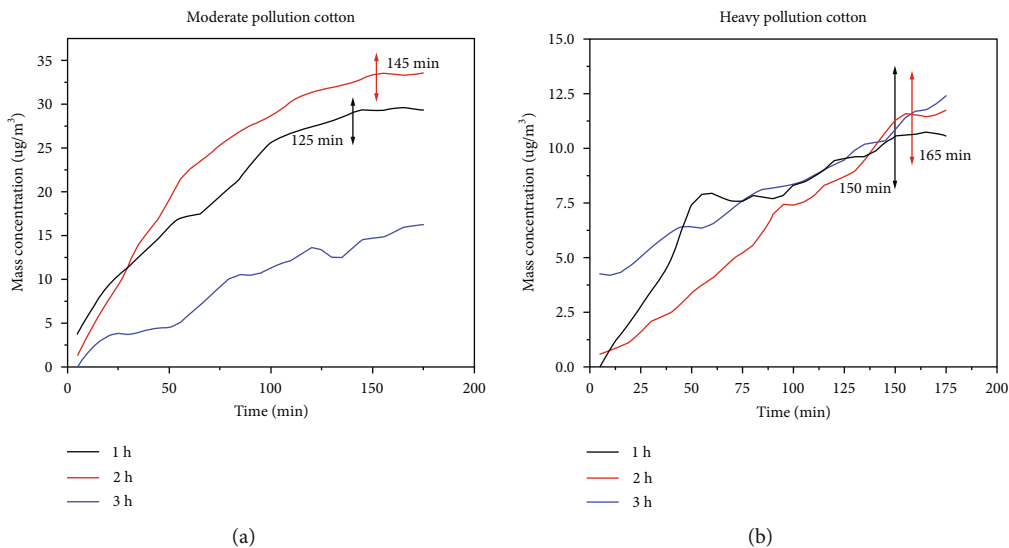 Moderate pollution cotton
Mass concentration (ug/m³)
35
30
25
20
15
10
5
0
145 min
125 min
0
50
100
150
200
Time (min)
1 h
2 h
3 h
(a)
Heavy pollution cotton
Mass concentration (ug/m³)
15.0
12.5
10.0
7.5
5.0
2.5
0.0
165 min
150 min
0
25
50
75
100
125
150
175
200
Time (min)
1 h
2 h
3 h
(b)